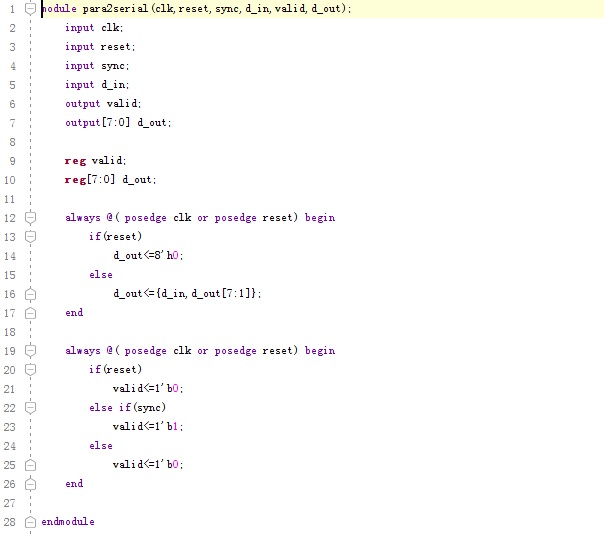 1 module para2serial(clk,reset,sync,d_in,valid,d_out);
2 input clk;
3 input reset;
4 input sync;
5 input d_in;
6 output valid;
7 output[7:0] d_out;
8
9 reg valid;
10 reg[7:0] d_out;
11
12 always @( posedge clk or posedge reset) begin
13 if(reset)
14 d_out<=8'h0;
15 else
16 d_out<={d_in,d_out[7:1]};
17 end
18
19 always @( posedge clk or posedge reset) begin
20 if(reset)
21 valid<=1'b0;
22 else if(sync)
23 valid<=1'b1;
24 else
25 valid<=1'b0;
26 end
27
28 endmodule